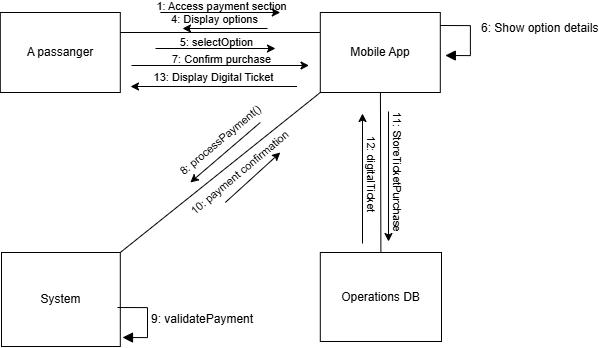 1: Access payment section
4: Display options
A passanger
5: selectOption
7: Confirm purchase
13: Display Digital Ticket
Mobile App
6: Show option details
8: processPayment()
10: payment confirmation
12: digitalTicket
11: StoreTicketPurchase
System
9: validatePayment
Operations DB